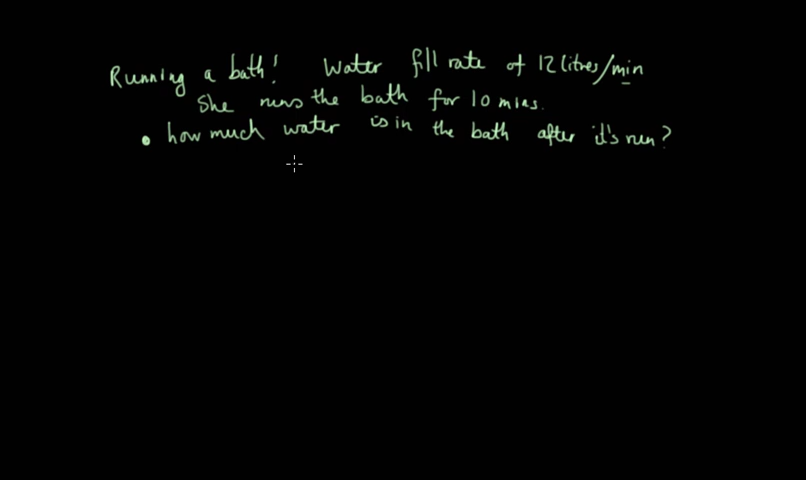 Running a bath! Water fill rate of 12 litres/min
She runs the bath for 10 mins.
• how much water is in the bath after it's run?